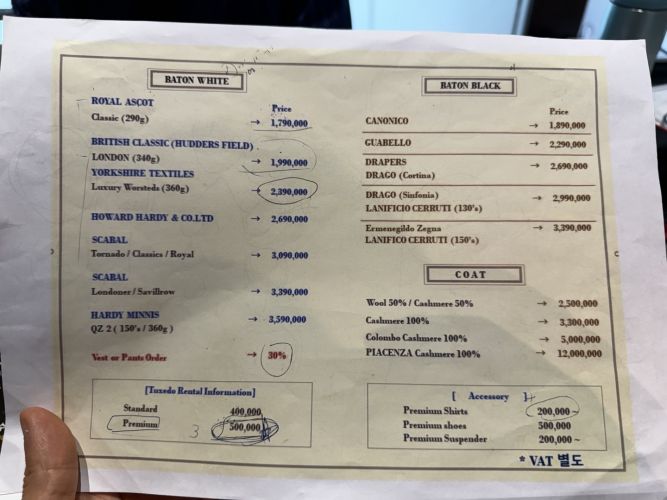 BATON WHITE
ROYAL ASCOT
Price
Classic (290g) → 1,790,000
BRITISH CLASSIC (HUDDERS FIELD)
LONDON (340g) → 1,990,000
YORKSHIRE TEXTILES
Luxury Worsteds (360g) → 2,390,000
HOWARD HARDY & CO.LTD → 2,690,000
SCABAL
Tornado / Classics / Royal → 3,090,000
SCABAL
Londoner / Savillrow → 3,390,000
HARDY MINNIS
QZ 2 ( 150's / 360g ) → 3,590,000
Vest or Pants Order → 30%
[Tuxedo Rental Information]
Standard 400,000
Premium 3 500,000
BATON BLACK
Price
CANONICO → 1,890,000
GUABELLO → 2,290,000
DRAPERS → 2,690,000
DRAGO (Cortina)
DRAGO (Sinfonia) → 2,990,000
LANIFICIO CERRUTI (130's)
Ermenegildo Zegna → 3,390,000
LANIFICO CERRUTI (150's)
COAT
Wool 50% / Cashmere 50% → 2,500,000
Cashmere 100% → 3,300,000
Colombo Cashmere 100% → 5,000,000
PIACENZA Cashmere 100% → 12,000,000
[ Accessory ]
Premium Shirts 200,000 ~
Premium shoes 500,000
Premium Suspender 200,000 ~
* VAT 별도